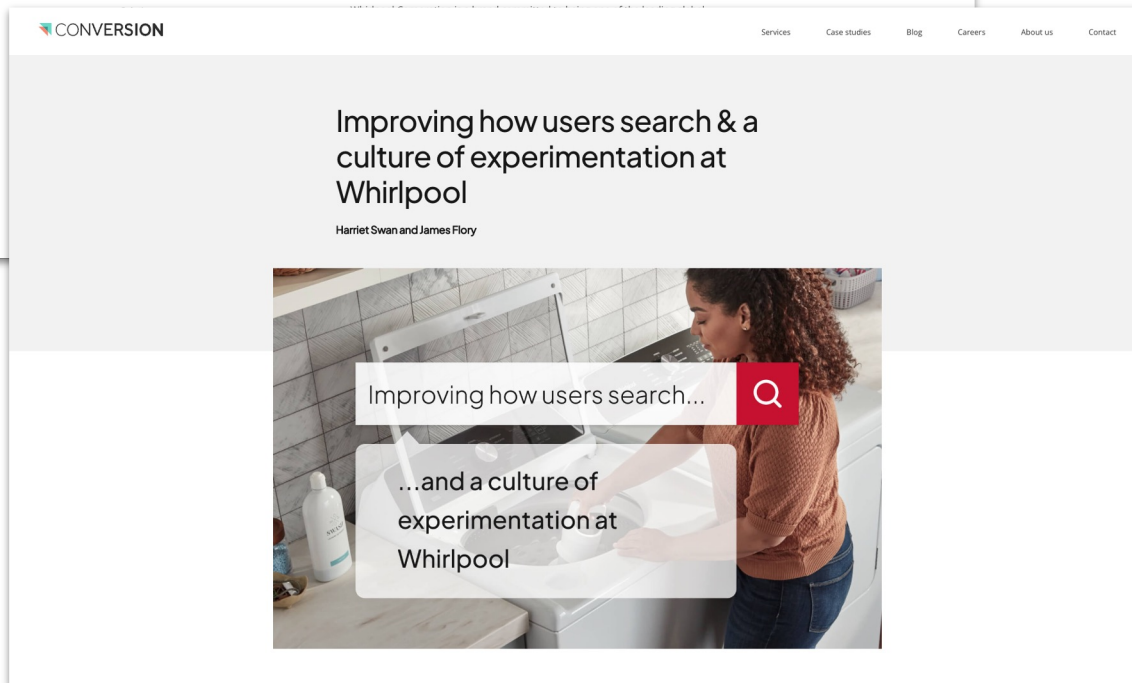 CONVERSION
Services Case studies Blog Careers About us Contact
Improving how users search & a
culture of experimentation at
Whirlpool
Harriet Swan and James Flory
Improving how users search...
...and a culture of
experimentation at
Whirlpool